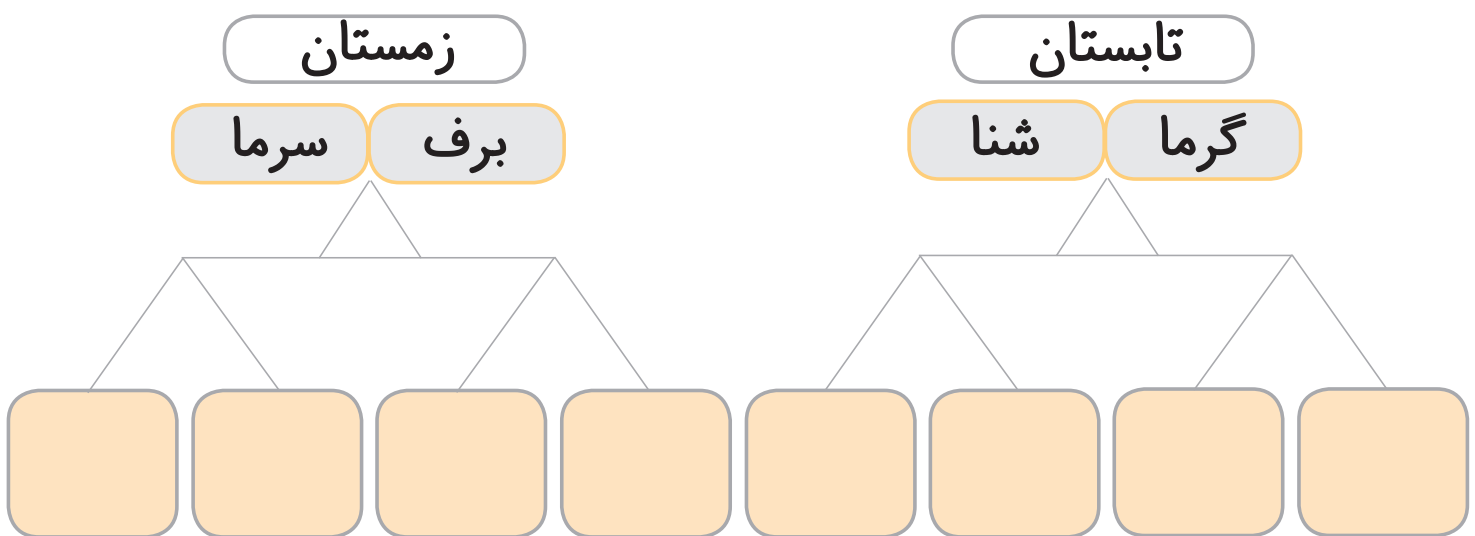 تابستان
زمستان
گرما شنا
برف سرما